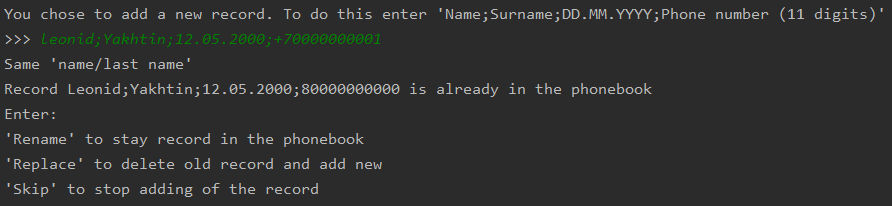 You chose to add a new record. To do this enter 'Name;Surname;DD.MM.YYYY;Phone number (11 digits)'
>>> leonid;Yakhtin;12.05.2000;+70000000001
Same 'name/last name'
Record Leonid;Yakhtin;12.05.2000;80000000000 is already in the phonebook
Enter:
'Rename' to stay record in the phonebook
'Replace' to delete old record and add new
'Skip' to stop adding of the record